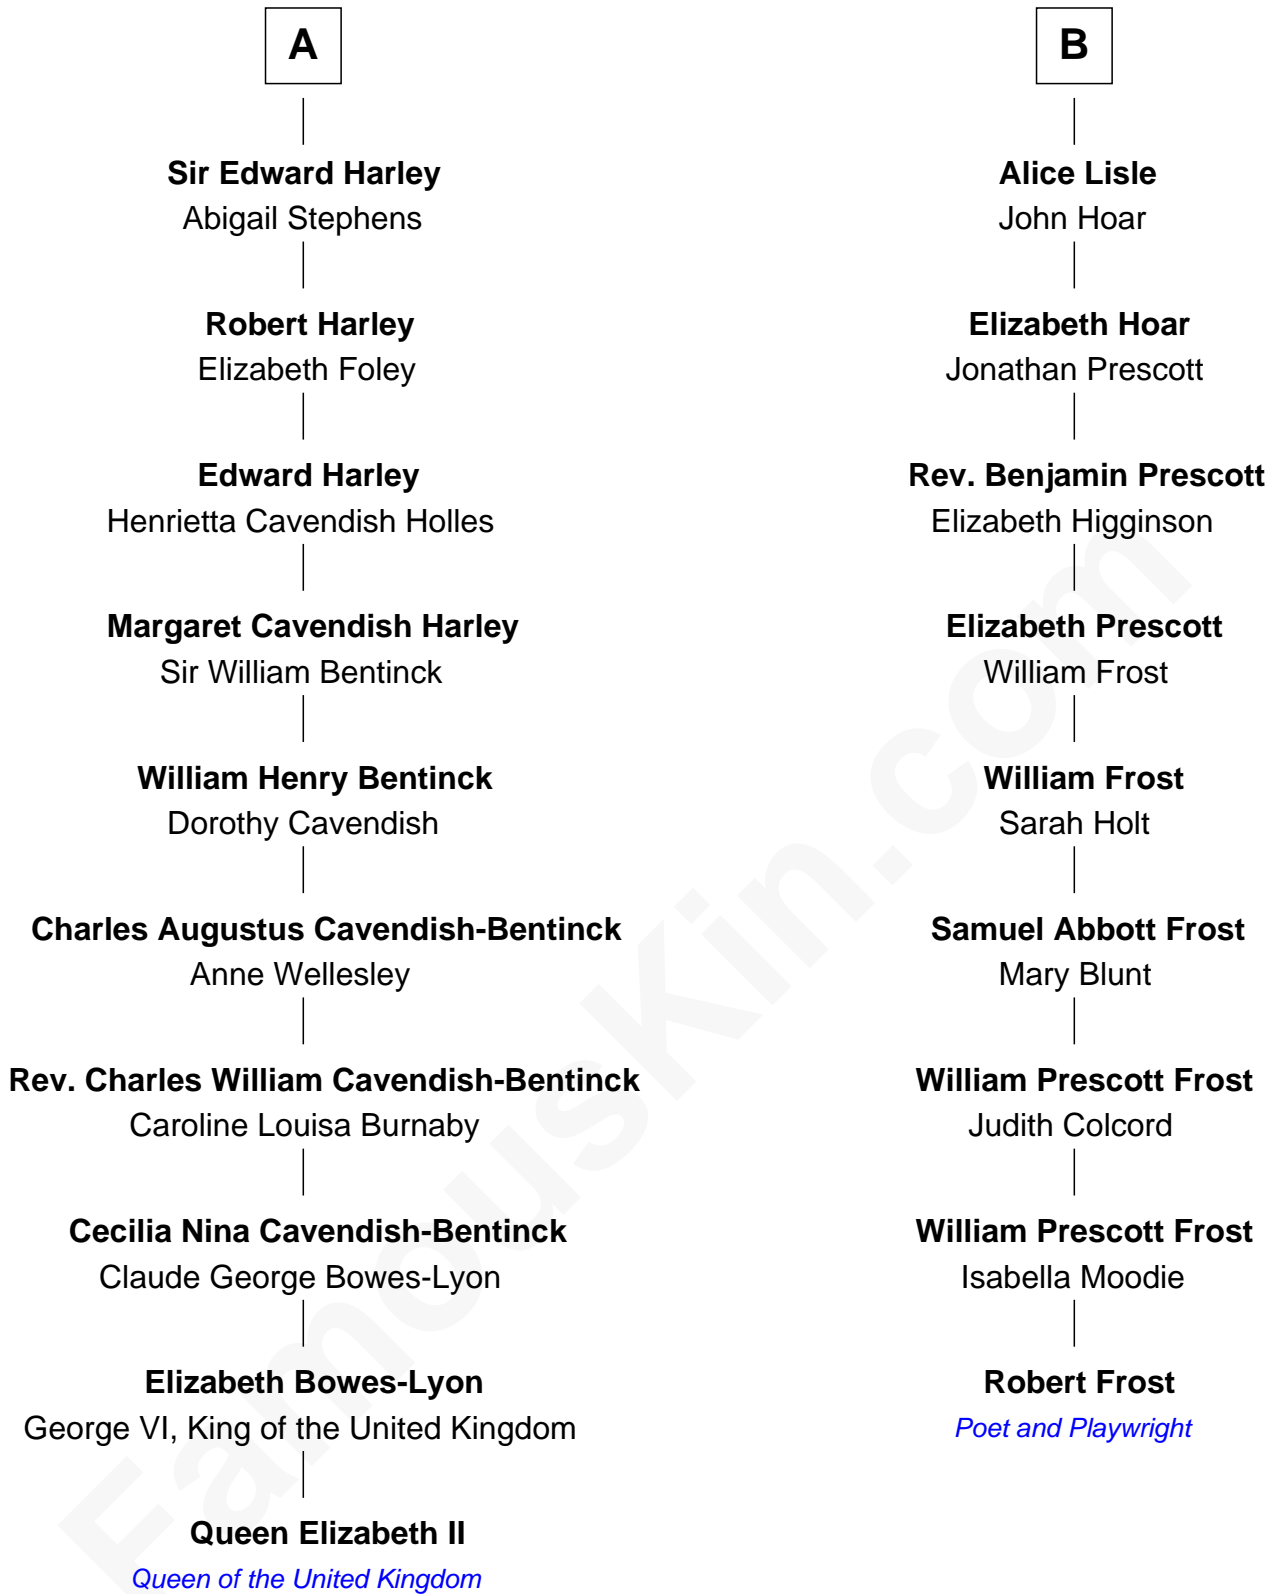 A
Sir Edward Harley
Abigail Stephens
Robert Harley
Elizabeth Foley
Edward Harley
Henrietta Cavendish Holles
Margaret Cavendish Harley
Sir William Bentinck
William Henry Bentinck
Dorothy Cavendish
Charles Augustus Cavendish-Bentinck
Anne Wellesley
Rev. Charles William Cavendish-Bentinck
Caroline Louisa Burnaby
Cecilia Nina Cavendish-Bentinck
Claude George Bowes-Lyon
Elizabeth Bowes-Lyon
George VI, King of the United Kingdom
Queen Elizabeth II
Queen of the United Kingdom
B
Alice Lisle
John Hoar
Elizabeth Hoar
Jonathan Prescott
Rev. Benjamin Prescott
Elizabeth Higginson
Elizabeth Prescott
William Frost
William Frost
Sarah Holt
Samuel Abbott Frost
Mary Blunt
William Prescott Frost
Judith Colcord
William Prescott Frost
Isabella Moodie
Robert Frost
Poet and Playwright
FamousKin.com